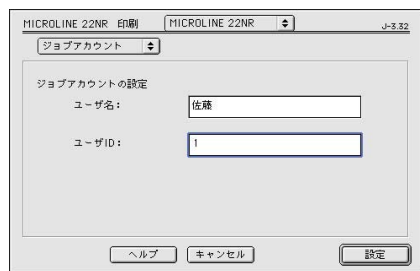 MICROLINE 22NR 印刷 MICROLINE 22NR J-3.32
ジョブアカウント
ジョブアカウントの設定
ユーザ名： 佐藤
ユーザID： 1
ヘルプ キャンセル 設定